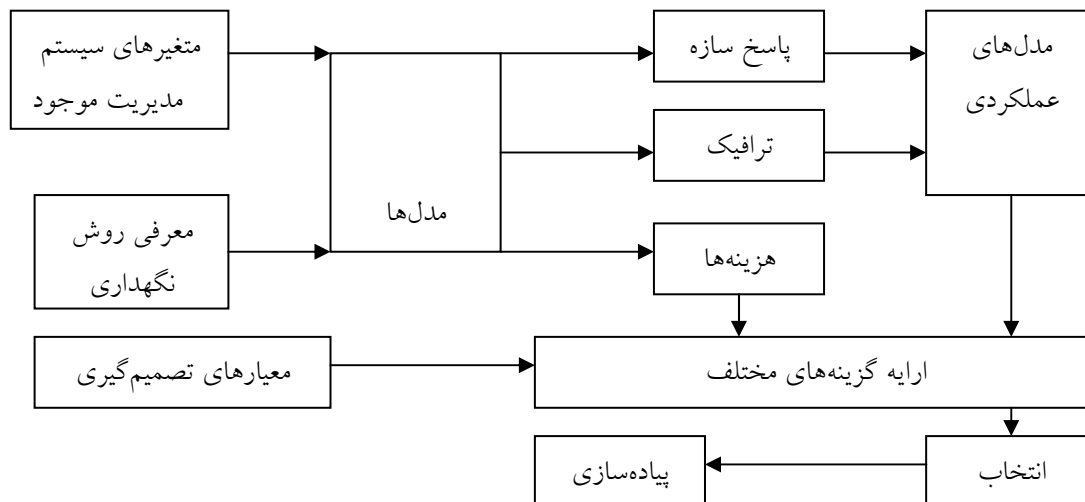 متغیرهای سیستم
مدیریت موجود
معرفی روش
نگهداری
مدل‌ها
پاسخ سازه
ترافیک
هزینه‌ها
مدل‌های
عملکردی
معیارهای تصمیم‌گیری
ارایه گزینه‌های مختلف
انتخاب
پیاده‌سازی